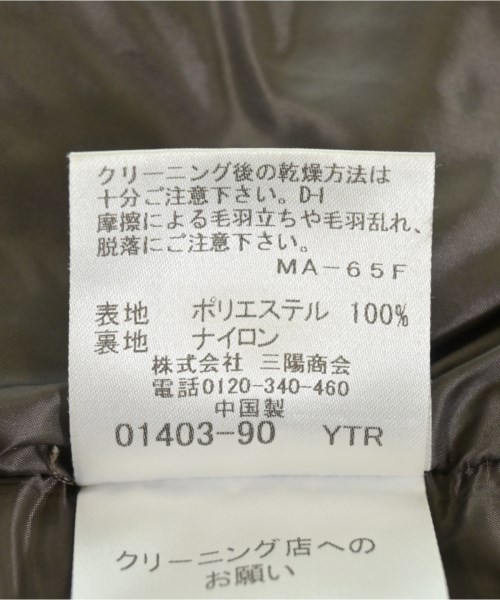 クリーニング後の乾燥方法は
十分ご注意下さい。D-I
摩擦による毛羽立ちや毛羽乱れ、
脱落にご注意下さい。
MA-65F
表地 ポリエステル 100%
裏地 ナイロン
株式会社 三陽商会
電話0120-340-460
中国製
01403-90 YTR
クリーニング店への
お願い